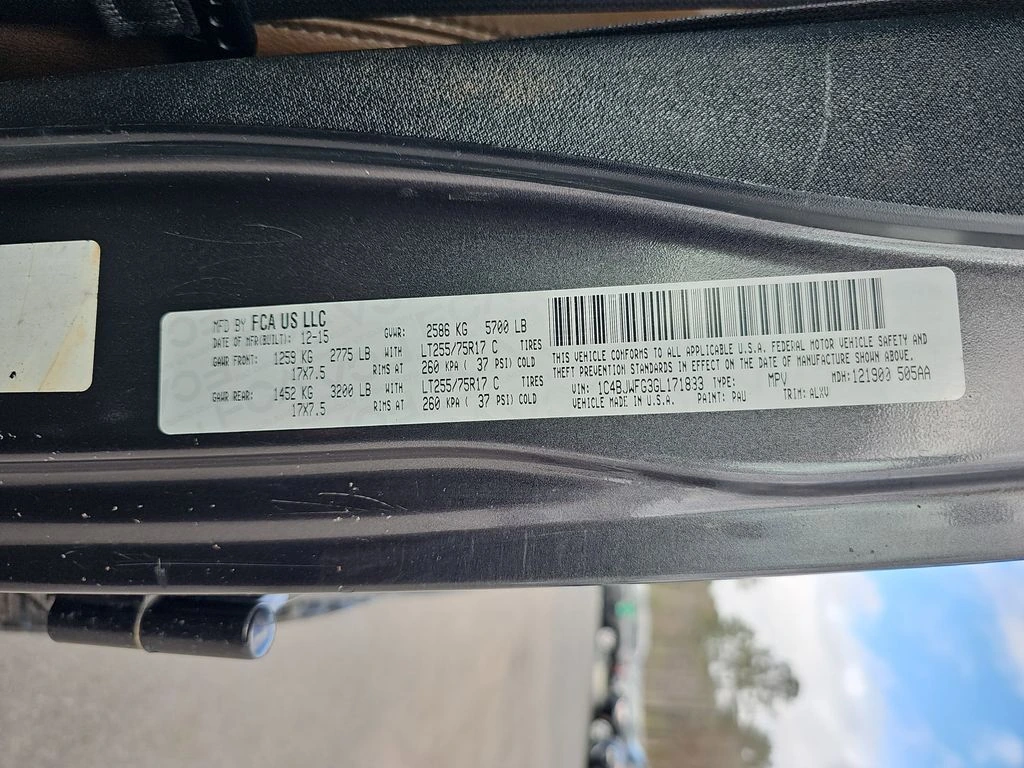 MFD BY FCA US LLC
DATE OF MFR(BUILT): 12-15 GVWR: 2586 KG 5700 LB
GAWR FRONT: 1259 KG 2775 LB WITH LT255/75R17 C TIRES
17X7.5 RIMS AT 260 KPA ( 37 PSI) COLD
GAWR REAR: 1452 KG 3200 LB WITH LT255/75R17 C TIRES
17X7.5 RIMS AT 260 KPA ( 37 PSI) COLD
THIS VEHICLE CONFORMS TO ALL APPLICABLE U.S.A. FEDERAL MOTOR VEHICLE SAFETY AND
THEFT PREVENTION STANDARDS IN EFFECT ON THE DATE OF MANUFACTURE SHOWN ABOVE.
VIN: 1C4BJWFG3GL171833 TYPE: MPV MDH: 121900 505AA
VEHICLE MADE IN U.S.A. PAINT: PAU TRIM: ALXV